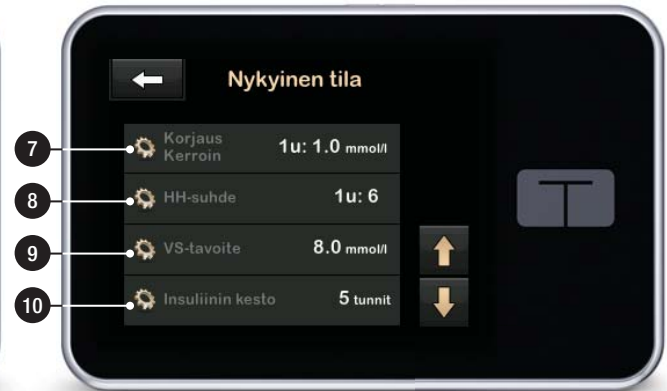 Nykyinen tila
7
Korjaus
Kerroin
1u: 1.0 mmol/l
8
HH-suhde
1u: 6
9
VS-tavoite
8.0 mmol/l
10
Insuliinin kesto
5 tunnit